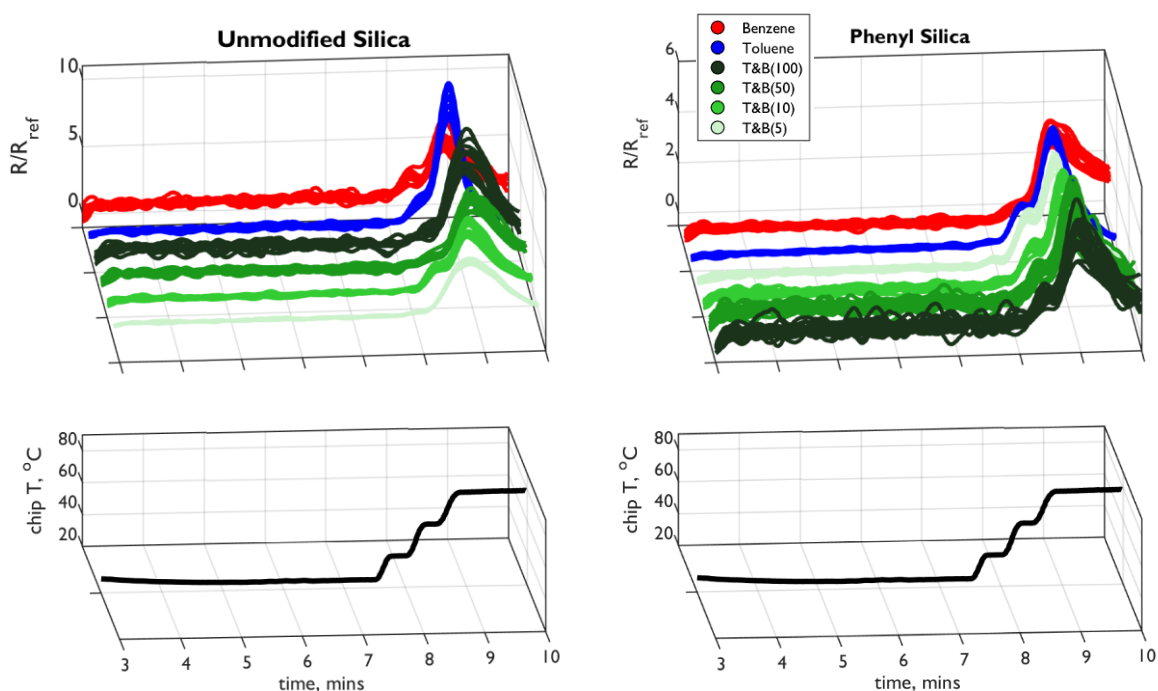 Unmodified Silica
10
5
0
R/R_ref
Phenyl Silica
6
4
2
0
R/R_ref
Benzene
Toluene
T&B(100)
T&B(50)
T&B(10)
T&B(5)
80
60
40
20
chip T, °C
3 4 5 6 7 8 9 10
time, mins
80
60
40
20
chip T, °C
3 4 5 6 7 8 9 10
time, mins